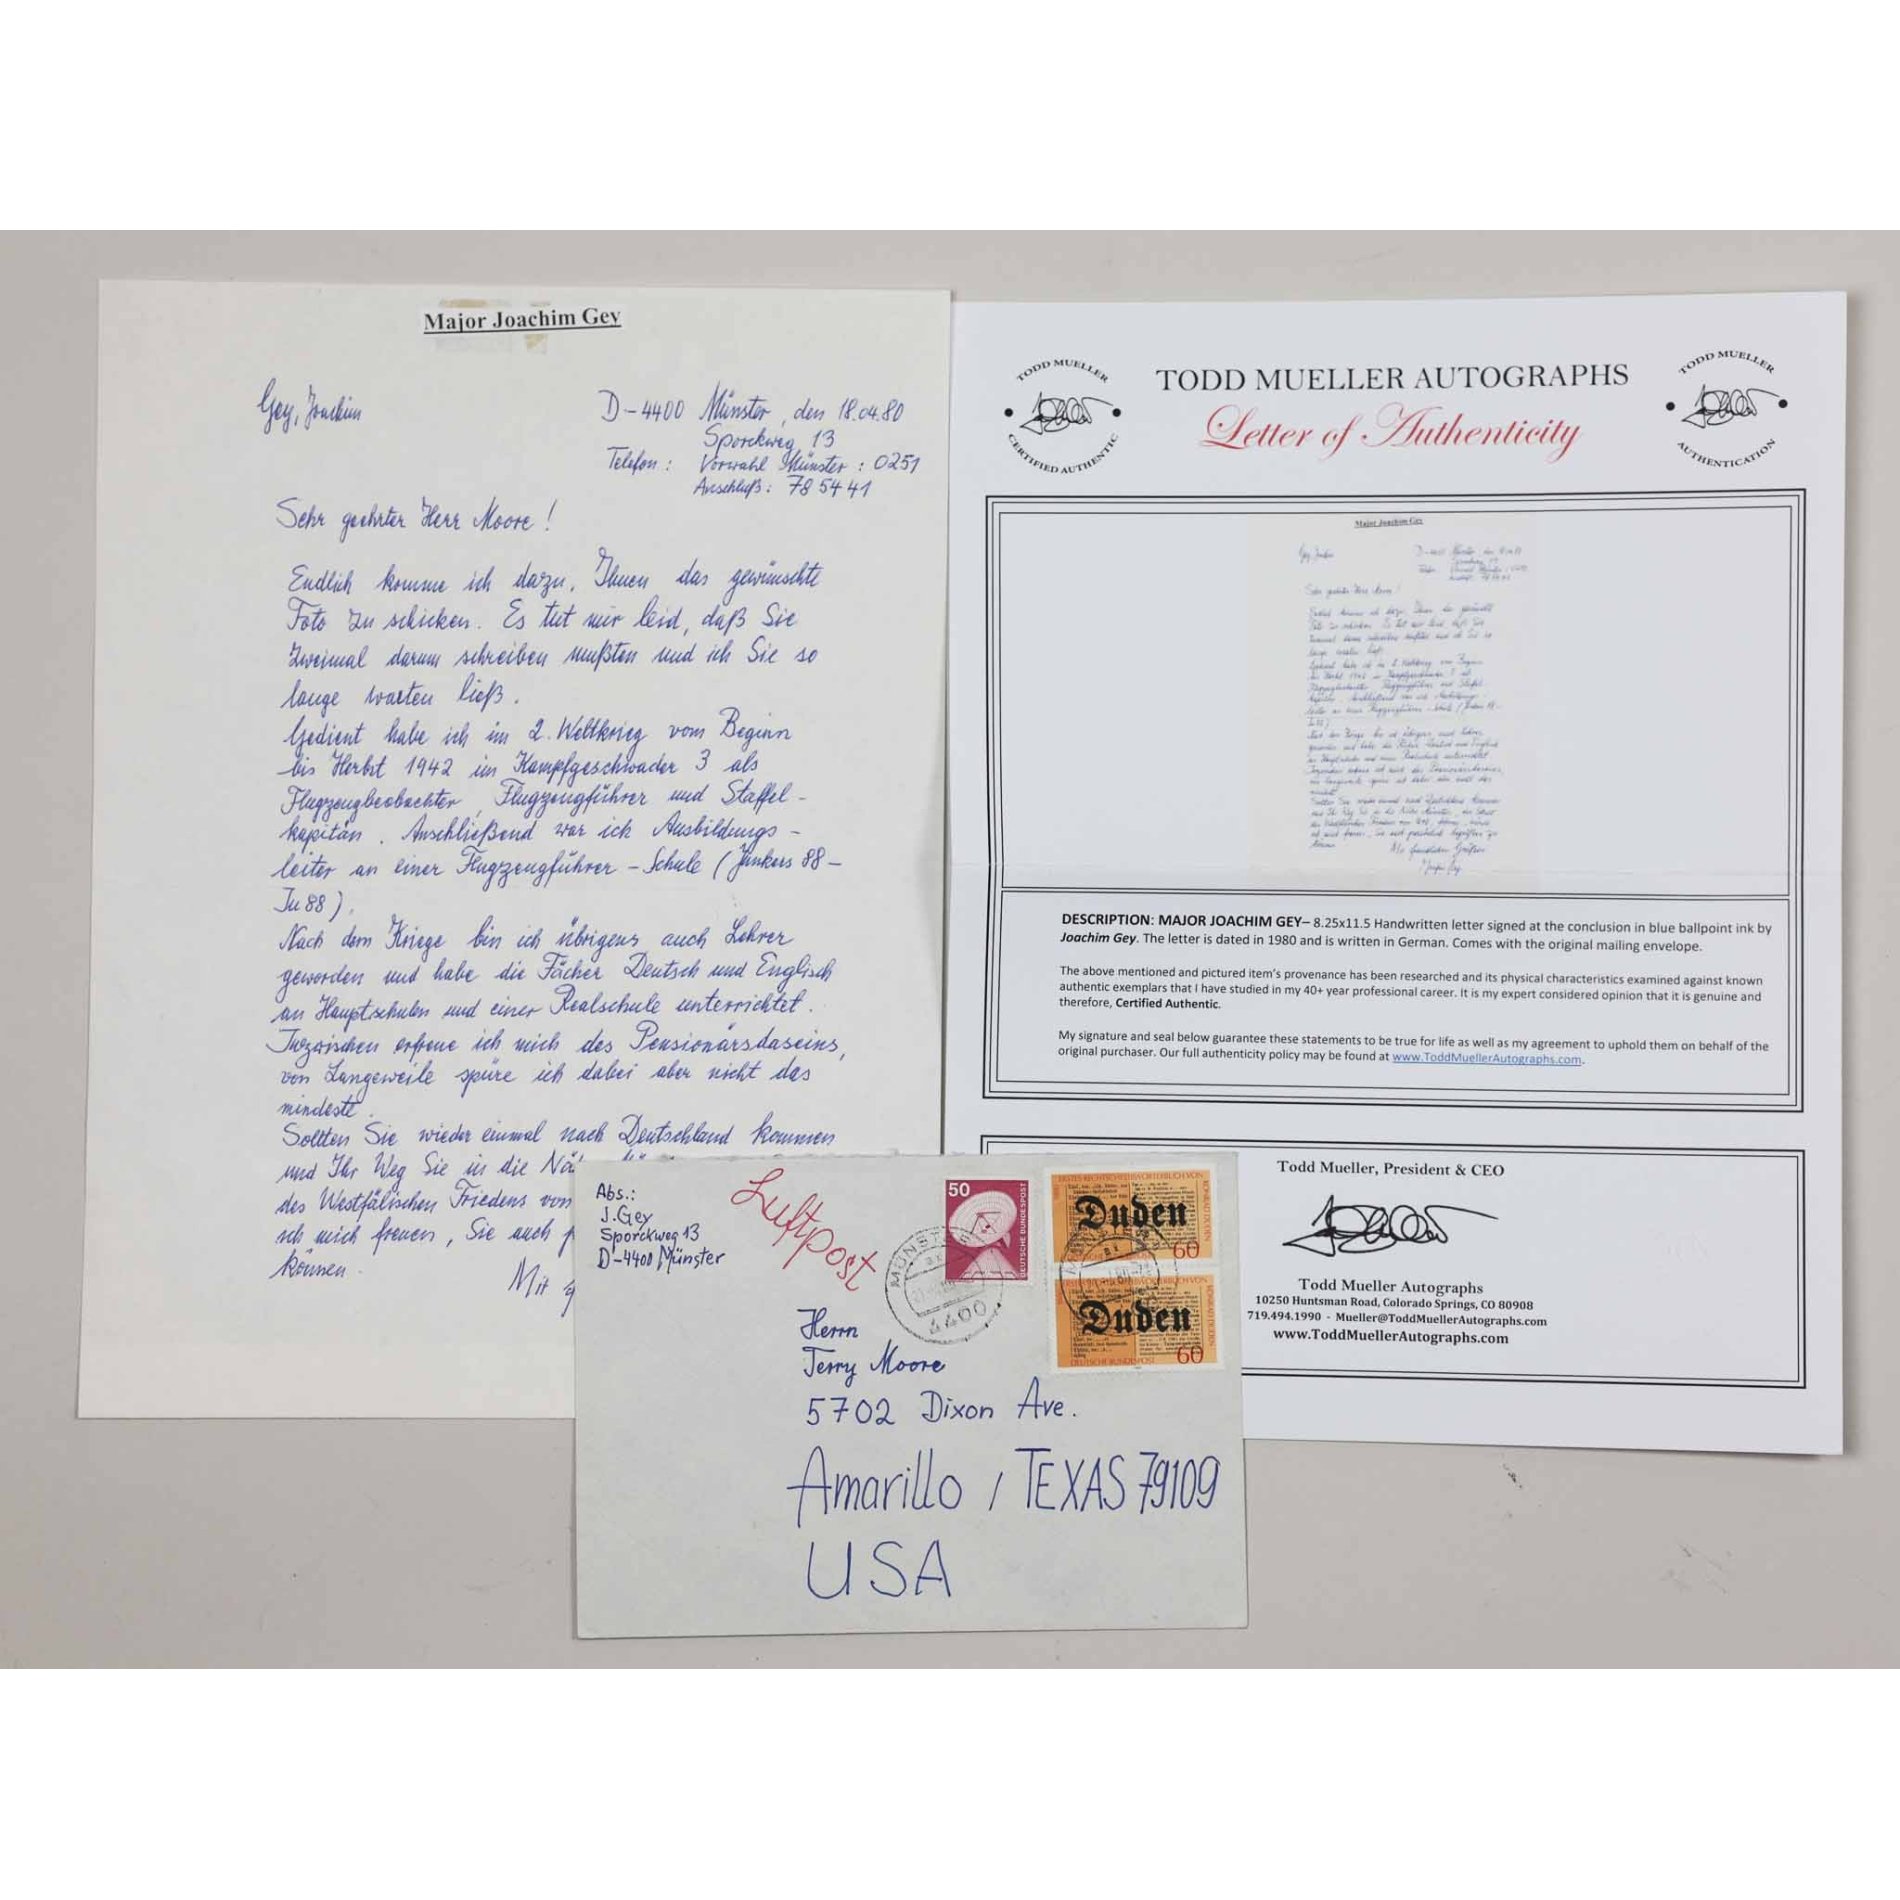 Major Joachim Gey
Gey, Joachim
D-4400 Münster, den 18.04.80
Sporckweg 13
Telefon: Vorwahl Münster: 0251
Anschluß: 785441
Sehr geehrter Herr Moore!
Endlich komme ich dazu, Ihnen das gewünschte
Foto zu schicken. Es tut mir leid, daß Sie
zweimal darum schreiben mußten und ich Sie so
lange warten ließ.
Gedient habe ich im 2. Weltkrieg vom Beginn
bis Herbst 1942 im Kampfgeschwader 3 als
Flugzeugbeobachter, Flugzeugführer und Staffel-
kapitän. Anschließend war ich Ausbildungs-
leiter an einer Flugzeugführer-Schule (Junkers 88-
Ju 88).
Nach dem Kriege bin ich übrigens auch Lehrer
geworden und habe die Fächer Deutsch und Englisch
an Hauptschulen und einer Realschule unterrichtet.
Inzwischen erfreue ich mich des Pensionärsdaseins,
von Langeweile spüre ich dabei aber nicht das
mindeste.
Sollten Sie wieder einmal nach Deutschland kommen
und Ihr Weg Sie in die Nä
des Westfälischen Friedens von
ich mich freuen, Sie auch p
können.
Mit
Abs.:
J. Gey
Sporckweg 13
D-4400 Münster
Luftpost
50
DEUTSCHE BUNDESPOST
MÜNSTER
4400
Duden
60
Duden
DEUTSCHE BUNDESPOST
60
Herrn
Terry Moore
5702 Dixon Ave.
Amarillo / TEXAS 79109
USA
TODD MUELLER
CERTIFIED AUTHENTIC
TODD MUELLER AUTOGRAPHS
Letter of Authenticity
TODD MUELLER
AUTHENTICATION
Major Joachim Gey
DESCRIPTION: MAJOR JOACHIM GEY– 8.25x11.5 Handwritten letter signed at the conclusion in blue ballpoint ink by
Joachim Gey. The letter is dated in 1980 and is written in German. Comes with the original mailing envelope.
The above mentioned and pictured item's provenance has been researched and its physical characteristics examined against known
authentic exemplars that I have studied in my 40+ year professional career. It is my expert considered opinion that it is genuine and
therefore, Certified Authentic.
My signature and seal below guarantee these statements to be true for life as well as my agreement to uphold them on behalf of the
original purchaser. Our full authenticity policy may be found at www.ToddMuellerAutographs.com.
Todd Mueller, President & CEO
Todd Mueller Autographs
10250 Huntsman Road, Colorado Springs, CO 80908
719.494.1990 - Mueller@ToddMuellerAutographs.com
www.ToddMuellerAutographs.com